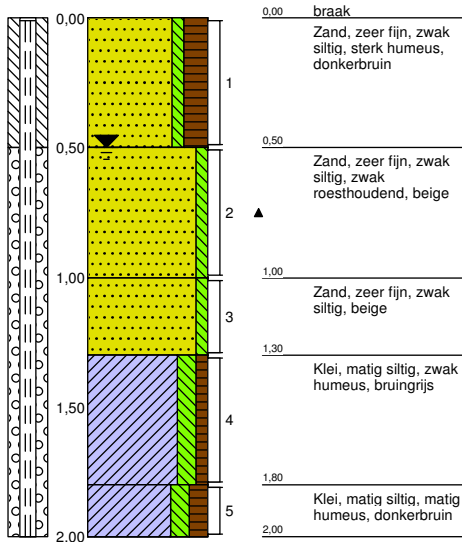 0,00
0,50
1,00
1,50
2,00
1
2
3
4
5
0,00
braak
Zand, zeer fijn, zwak
siltig, sterk humeus,
donkerbruin
0,50
Zand, zeer fijn, zwak
siltig, zwak
roesthoudend, beige
1,00
Zand, zeer fijn, zwak
siltig, beige
1,30
Klei, matig siltig, zwak
humeus, bruingrijs
1,80
Klei, matig siltig, matig
humeus, donkerbruin
2,00